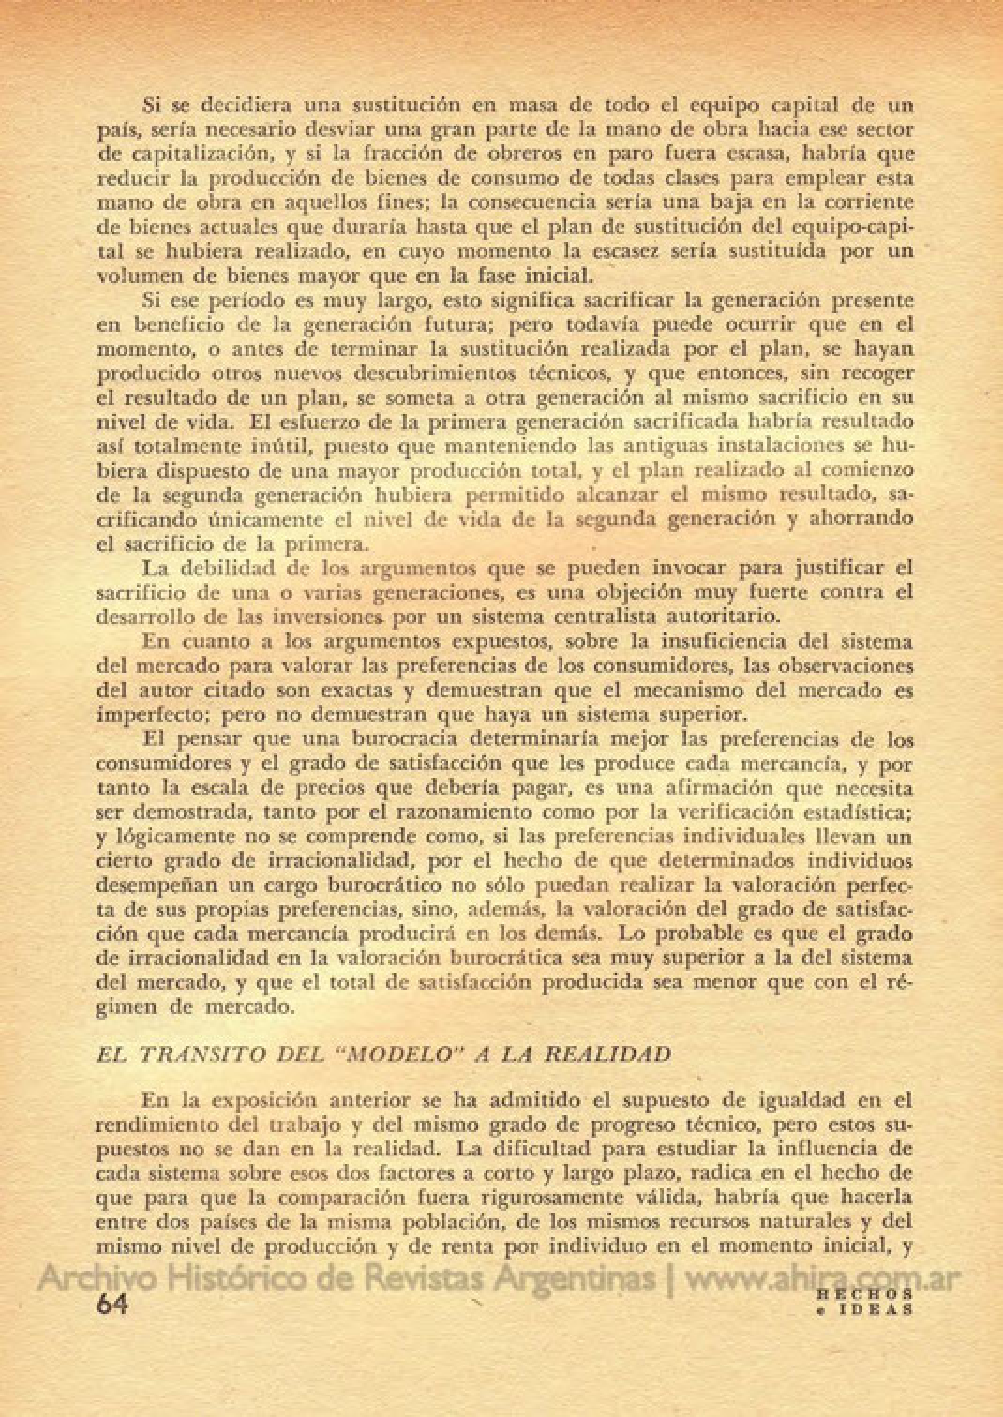 Si se decidiera una sustitución en masa de todo el equipo capital de un
país, sería necesario desviar una gran parte de la mano de obra hacia ese sector
de capitalización, y si la fracción de obreros en paro fuera escasa, habría que
reducir la producción de bienes de consumo de todas clases para emplear esta
mano de obra en aquellos fines; la consecuencia sería una baja en la corriente
de bienes actuales que duraría hasta que el plan de sustitución del equipo-capi-
tal se hubiera realizado, en cuyo momento la escasez sería sustituída por un
volumen de bienes mayor que en la fase inicial.
Si ese período es muy largo, esto significa sacrificar la generación presente
en beneficio de la generación futura; pero todavía puede ocurrir que en el
momento, o antes de terminar la sustitución realizada por el plan, se hayan
producido otros nuevos descubrimientos técnicos, y que entonces, sin recoger
el resultado de un plan, se someta a otra generación al mismo sacrificio en su
nivel de vida. El esfuerzo de la primera generación sacrificada habría resultado
así totalmente inútil, puesto que manteniendo las antiguas instalaciones se hu-
biera dispuesto de una mayor producción total, y el plan realizado al comienzo
de la segunda generación hubiera permitido alcanzar el mismo resultado, sa-
crificando únicamente el nivel de vida de la segunda generación y ahorrando
el sacrificio de la primera.
La debilidad de los argumentos que se pueden invocar para justificar el
sacrificio de una o varias generaciones, es una objeción muy fuerte contra el
desarrollo de las inversiones por un sistema centralista autoritario.
En cuanto a los argumentos expuestos, sobre la insuficiencia del sistema
del mercado para valorar las preferencias de los consumidores, las observaciones
del autor citado son exactas y demuestran que el mecanismo del mercado es
imperfecto; pero no demuestran que haya un sistema superior.
El pensar que una burocracia determinaría mejor las preferencias de los
consumidores y el grado de satisfacción que les produce cada mercancía, y por
tanto la escala de precios que debería pagar, es una afirmación que necesita
ser demostrada, tanto por el razonamiento como por la verificación estadística;
y lógicamente no se comprende como, si las preferencias individuales llevan un
cierto grado de irracionalidad, por el hecho de que determinados individuos
desempeñan un cargo burocrático no sólo puedan realizar la valoración perfec-
ta de sus propias preferencias, sino, además, la valoración del grado de satisfac-
ción que cada mercancía producirá en los demás. Lo probable es que el grado
de irracionalidad en la valoración burocrática sea muy superior a la del sistema
del mercado, y que el total de satisfacción producida sea menor que con el ré-
gimen de mercado.
EL TRANSITO DEL "MODELO" A LA REALIDAD
En la exposición anterior se ha admitido el supuesto de igualdad en el
rendimiento del trabajo y del mismo grado de progreso técnico, pero estos su-
puestos no se dan en la realidad. La dificultad para estudiar la influencia de
cada sistema sobre esos dos factores a corto y largo plazo, radica en el hecho de
que para que la comparación fuera rigurosamente válida, habría que hacerla
entre dos países de la misma población, de los mismos recursos naturales y del
mismo nivel de producción y de renta por individuo en el momento inicial, y
Archivo Histórico de Revistas Argentinas | www.ahira.com.ar
64
HECHOS
e IDEAS